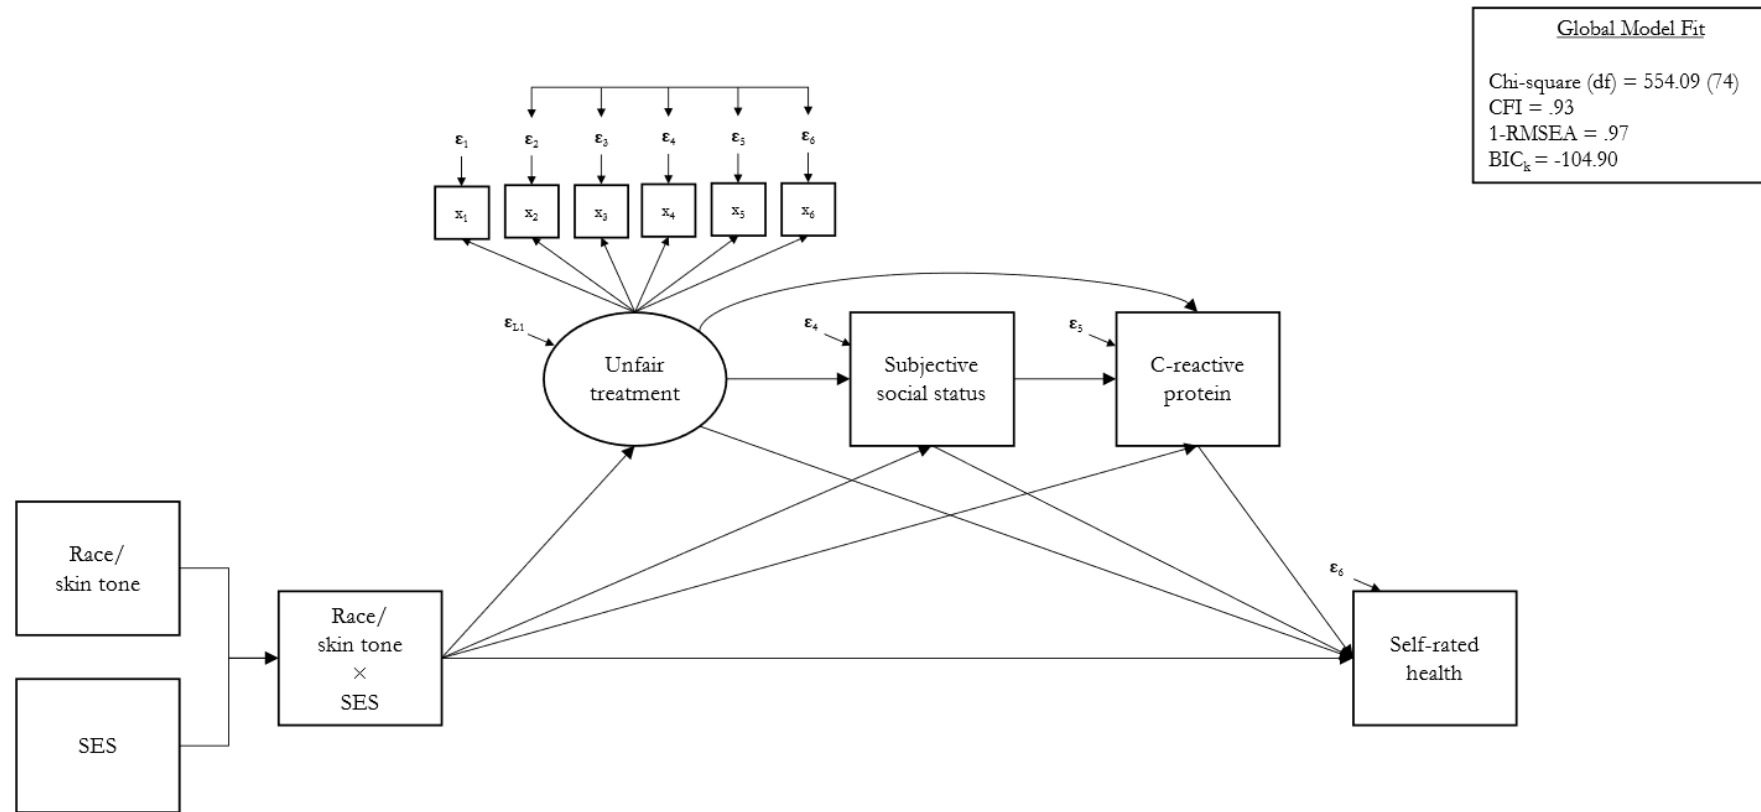 Global Model Fit
Chi-square (df) = 554.09 (74)
CFI = .93
1-RMSEA = .97
BICₖ = -104.90
ε₁ ε₂ ε₃ ε₄ ε₅ ε₆
x₁ x₂ x₃ x₄ x₅ x₆
ε_L1
Unfair
treatment
ε₄
Subjective
social status
ε₅
C-reactive
protein
Race/
skin tone
SES
Race/
skin tone
×
SES
ε₆
Self-rated
health